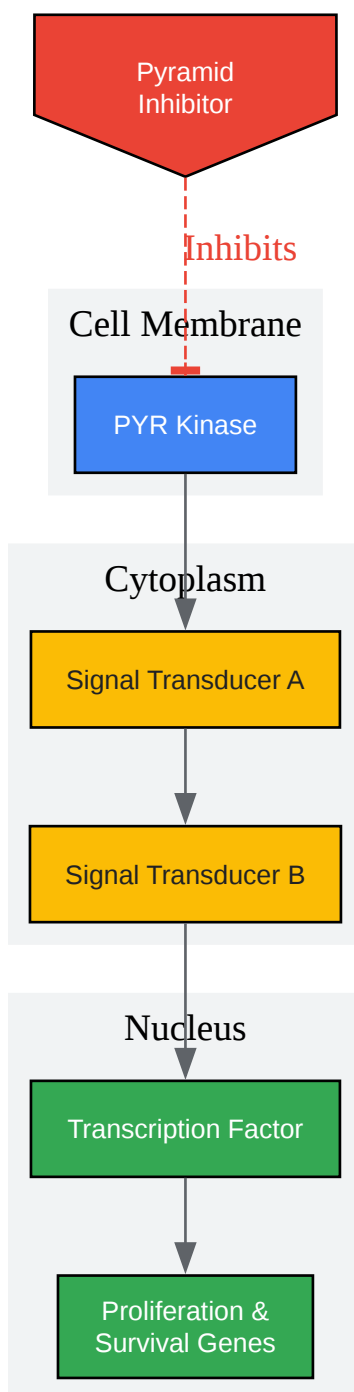 Pyramid
Inhibitor
Inhibits
Cell Membrane
PYR Kinase
Cytoplasm
Signal Transducer A
Signal Transducer B
Nucleus
Transcription Factor
Proliferation &
Survival Genes